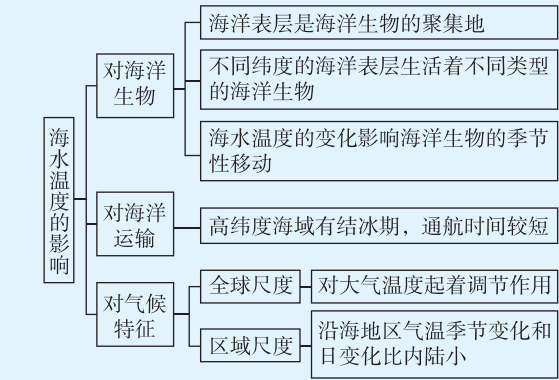 海水温度的影响
对海洋
生物
海洋表层是海洋生物的聚集地
不同纬度的海洋表层生活着不同类型
的海洋生物
海水温度的变化影响海洋生物的季节
性移动
对海洋
运输
高纬度海域有结冰期，通航时间较短
对气候
特征
全球尺度
对大气温度起着调节作用
区域尺度
沿海地区气温季节变化和
日变化比内陆小